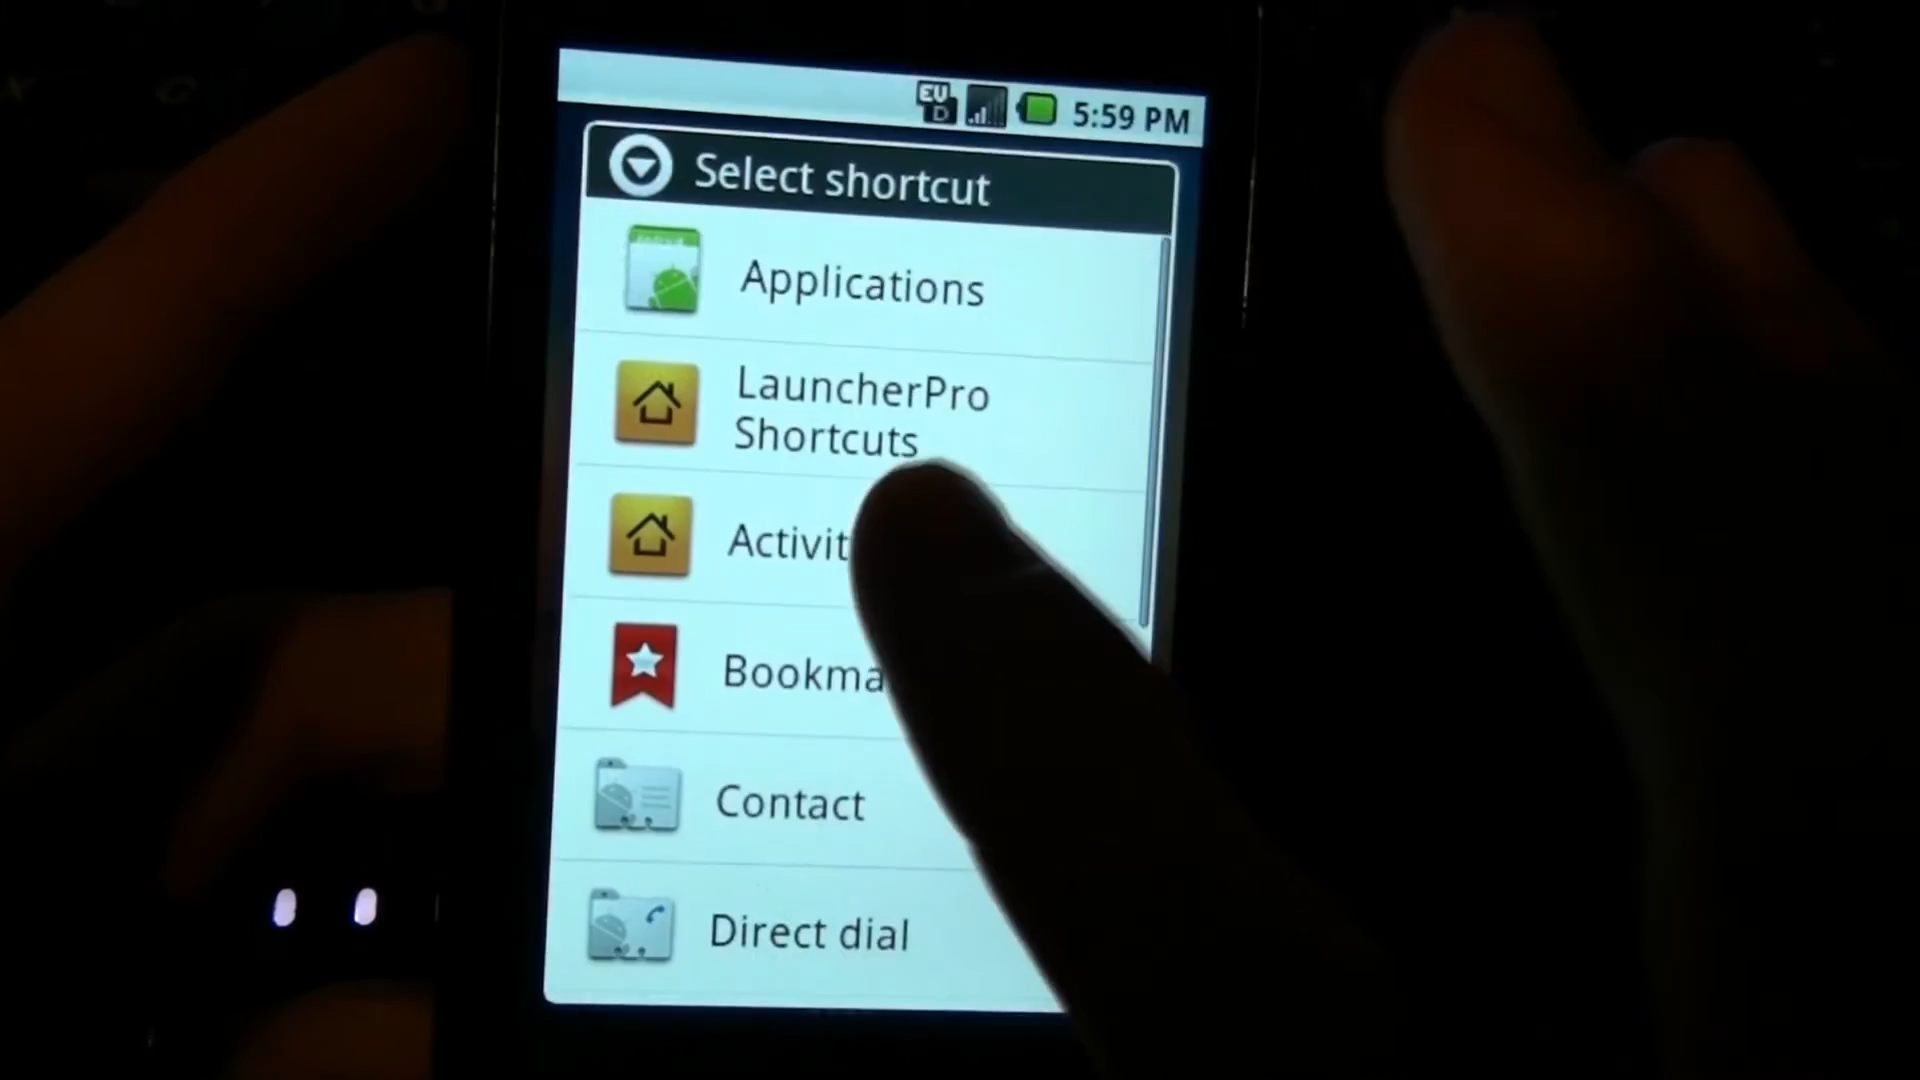 EV
D
5:59 PM
Select shortcut
Applications
LauncherPro
Shortcuts
Activit
Bookma
Contact
Direct dial